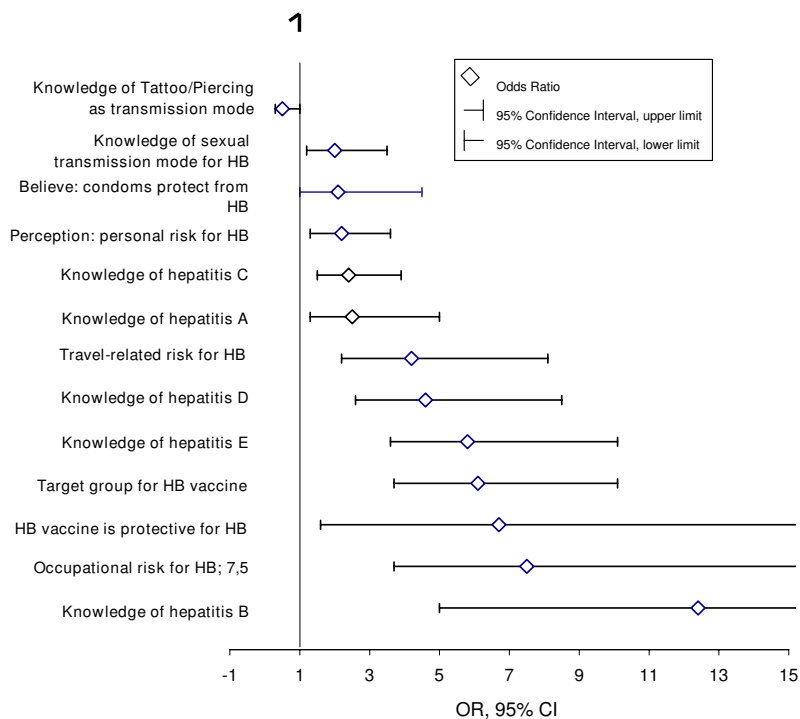 1
Knowledge of Tattoo/Piercing
as transmission mode
Knowledge of sexual
transmission mode for HB
Believe: condoms protect from
HB
Perception: personal risk for HB
Knowledge of hepatitis C
Knowledge of hepatitis A
Travel-related risk for HB
Knowledge of hepatitis D
Knowledge of hepatitis E
Target group for HB vaccine
HB vaccine is protective for HB
Occupational risk for HB; 7,5
Knowledge of hepatitis B
Odds Ratio
95% Confidence Interval, upper limit
95% Confidence Interval, lower limit
-1 1 3 5 7 9 11 13 15
OR, 95% CI